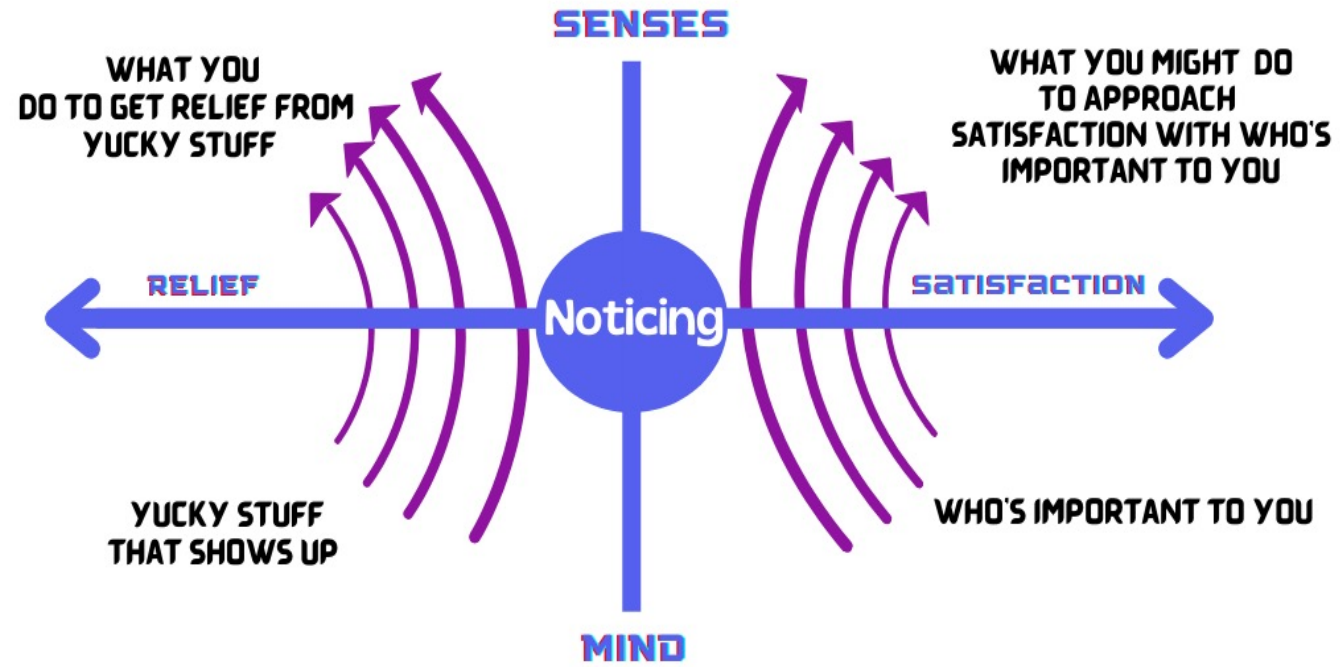 SENSES
WHAT YOU
DO TO GET RELIEF FROM
YUCKY STUFF
WHAT YOU MIGHT DO
TO APPROACH
SATISFACTION WITH WHO'S
IMPORTANT TO YOU
RELIEF
SATISFACTION
Noticing
YUCKY STUFF
THAT SHOWS UP
WHO'S IMPORTANT TO YOU
MIND